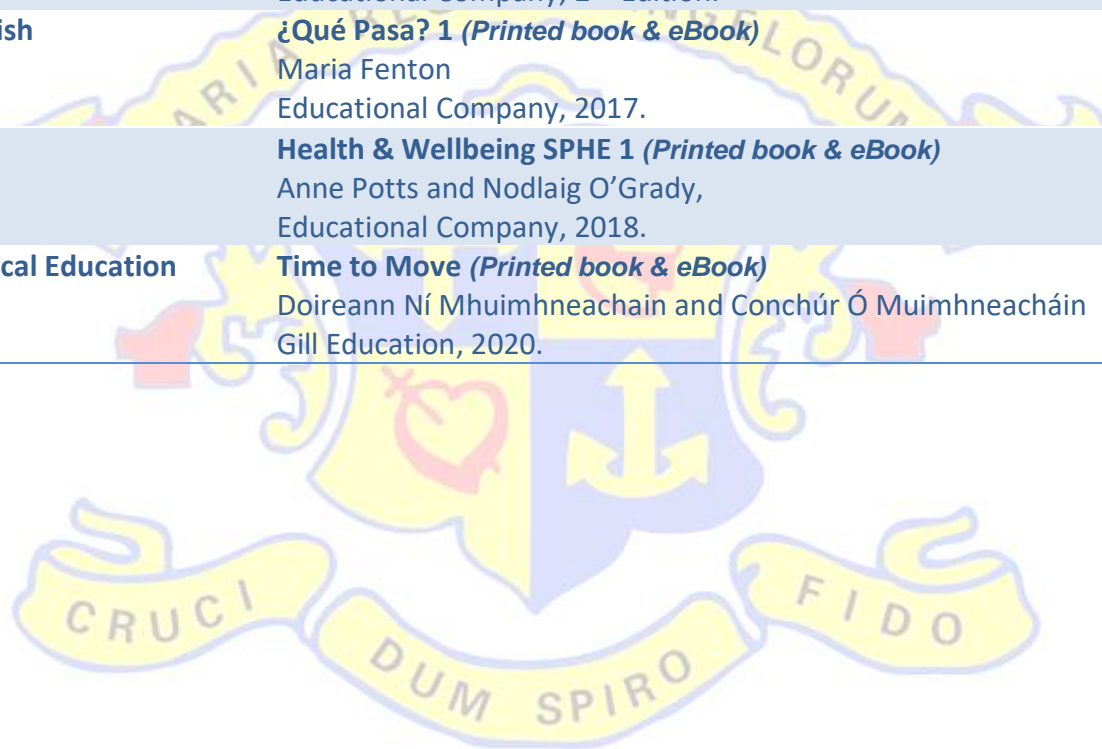 ish ¿Qué Pasa? 1 (Printed book & eBook)
Maria Fenton
Educational Company, 2017.
Health & Wellbeing SPHE 1 (Printed book & eBook)
Anne Potts and Nodlaig O’Grady,
Educational Company, 2018.
cal Education Time to Move (Printed book & eBook)
Doireann Ní Mhuimhneachain and Conchúr Ó Muimhneacháin
Gill Education, 2020.
CRUCI DUM SPIRO FIDO